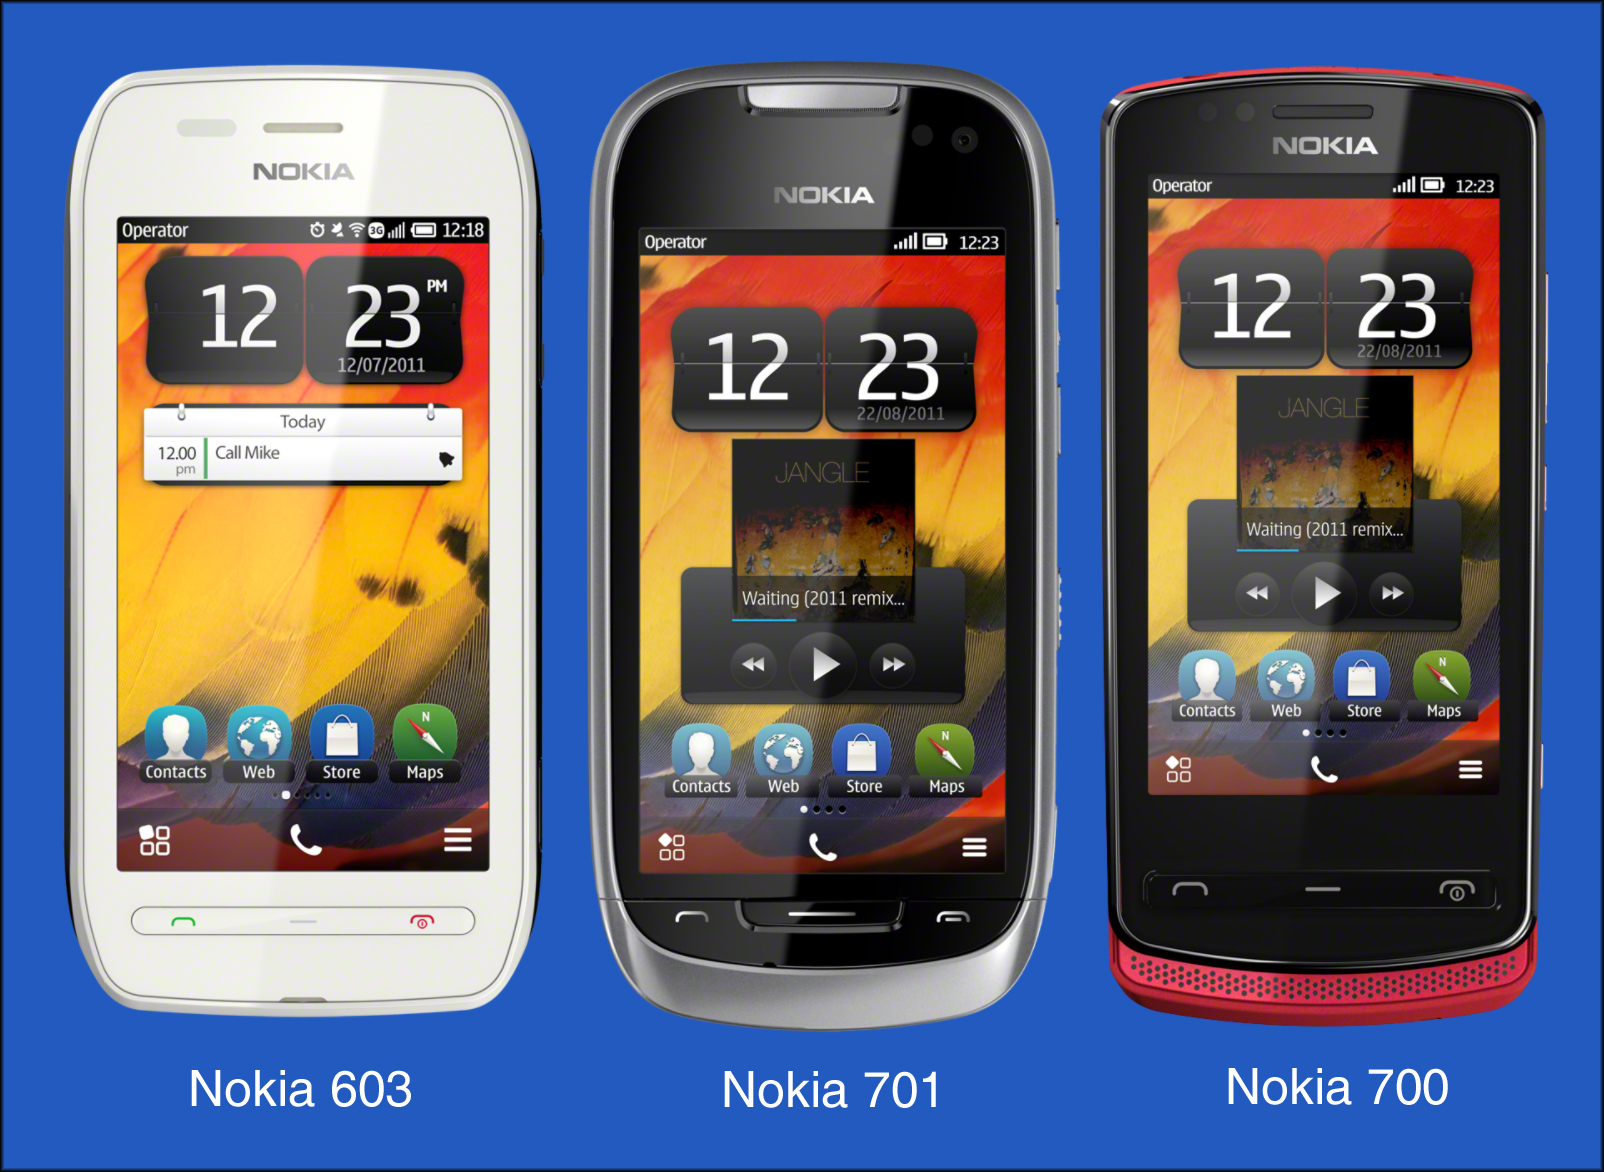 NOKIA
Operator 3G 12:18
12 23 PM
12/07/2011
Today
12.00 Call Mike
pm
N
Contacts Web Store Maps
NOKIA
Operator 12:23
12 23
22/08/2011
JANGLE
Waiting (2011 remix...
N
Contacts Web Store Maps
NOKIA
Operator 12:23
12 23
22/08/2011
JANGLE
Waiting (2011 remix...
N
Contacts Web Store Maps
Nokia 603
Nokia 701
Nokia 700